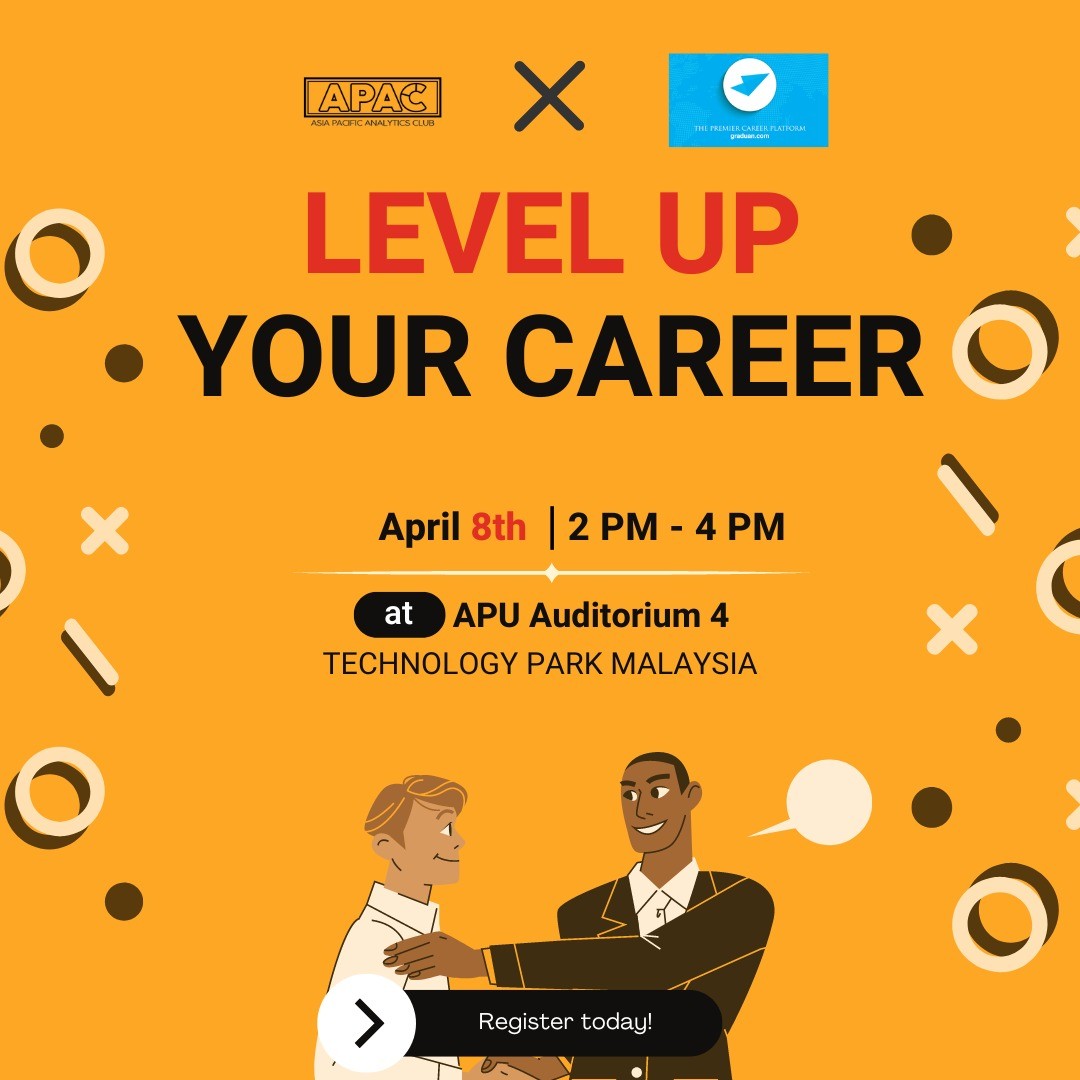 APAC
ASIA PACIFIC ANALYTICS CLUB
THE PREMIER CAREER PLATFORM
graduan.com
LEVEL UP
YOUR CAREER
April 8th | 2 PM - 4 PM
at APU Auditorium 4
TECHNOLOGY PARK MALAYSIA
Register today!